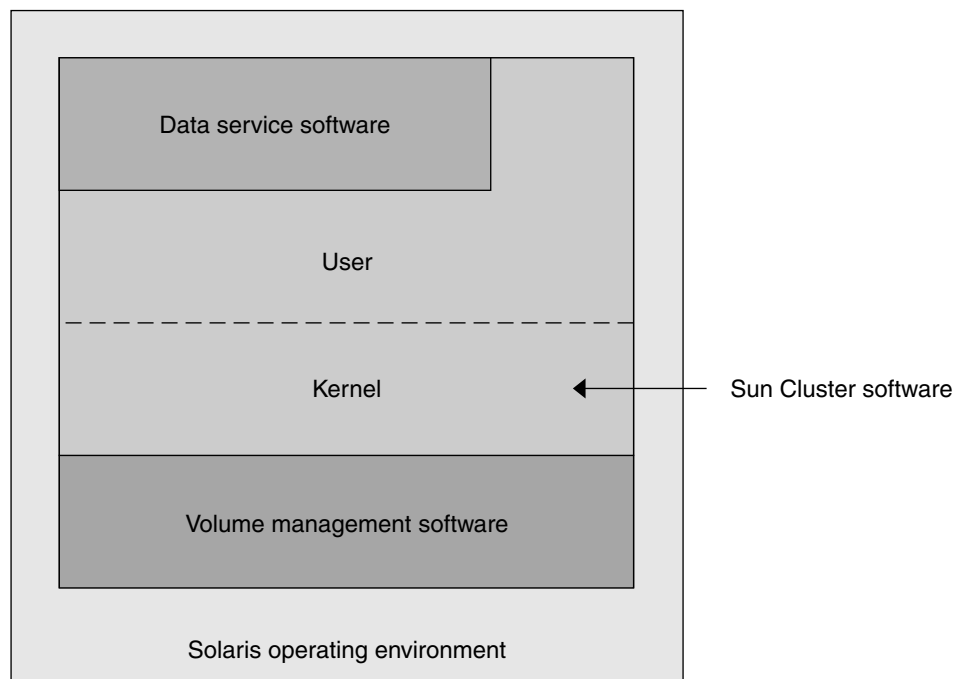 Data service software
User
Kernel
Sun Cluster software
Volume management software
Solaris operating environment